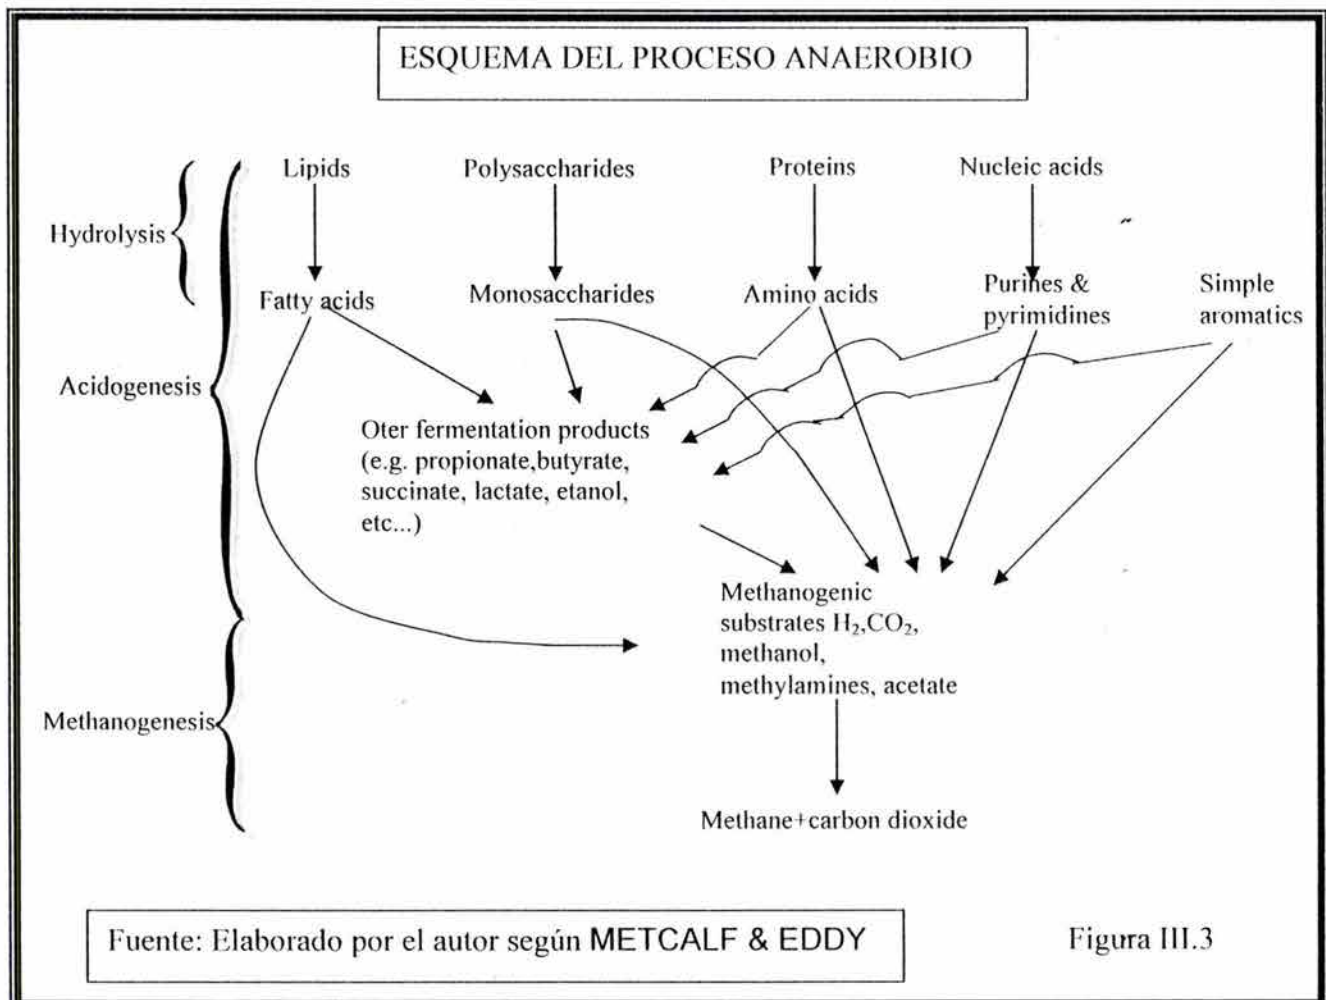 ESQUEMA DEL PROCESO ANAEROBIO
Lipids
Polysaccharides
Proteins
Nucleic acids
Hydrolysis
Fatty acids
Monosaccharides
Amino acids
Purines &
pyrimidines
Simple
aromatics
Acidogenesis
Oter fermentation products
(e.g. propionate,butyrate,
succinate, lactate, etanol,
etc...)
Methanogenic
substrates H₂,CO₂,
methanol,
methylamines, acetate
Methanogenesis
Methane+carbon dioxide
Fuente: Elaborado por el autor según METCALF & EDDY
Figura III.3